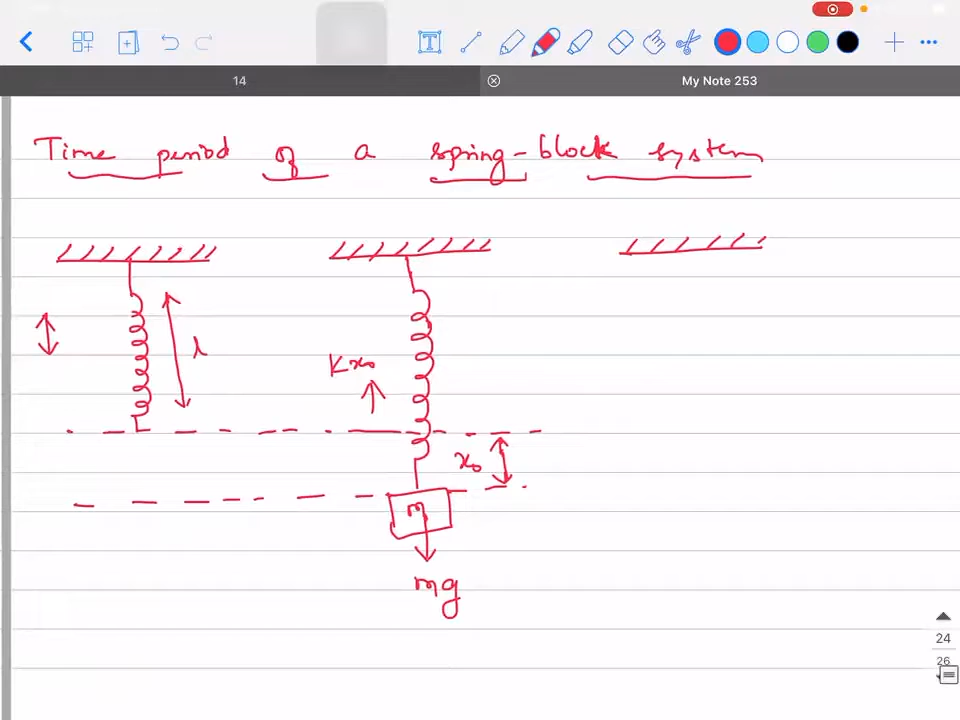 14
My Note 253
Time period of a spring-block system
l
Kx₀
x₀
m
mg
24
26